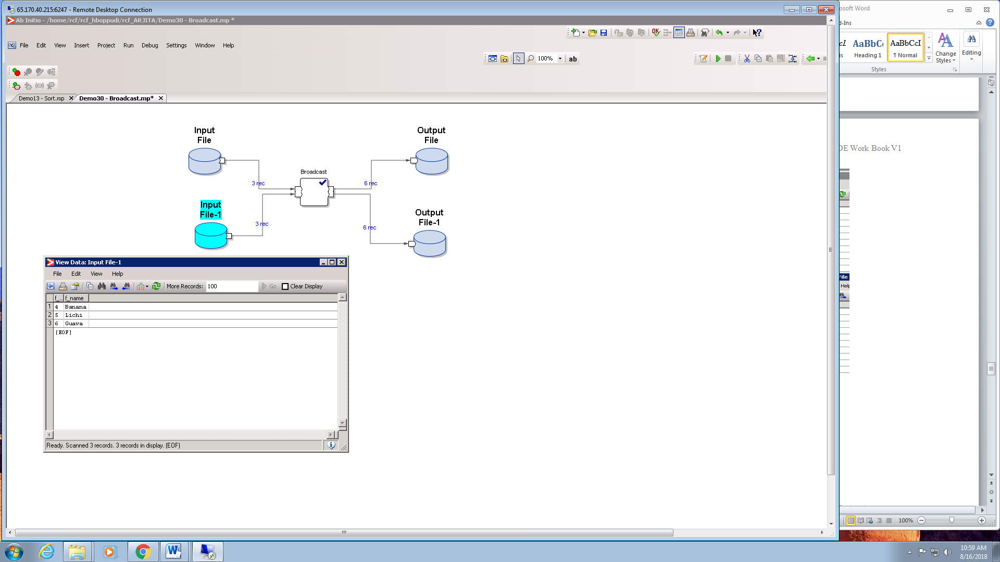 65.170.40.215:6247 - Remote Desktop Connection
Ab Initio - /home/rcf/rcf_hboppudi/rcf_ARJITA/Demo30 - Broadcast.mp *
File Edit View Insert Project Run Debug Settings Window Help
OK
100%
ab
Demo13 - Sort.mp
Demo30 - Broadcast.mp*
Input
File
Output
File
Broadcast
3 rec
6 rec
Input
File-1
3 rec
6 rec
Output
File-1
View Data: Input File-1
File Edit View Help
More Records: 100 Go Clear Display
f_... f_name
1 4 Banana
2 5 Lichi
3 6 Guava
[EOF]
Ready. Scanned 3 records. 3 records in display. (EOF)
osoft Word
d-Ins
AaBbC AaBbCcI
Heading 1 ¶ Normal
Change
Styles
Editing
Styles
DE Work Book V1
File
Help
100%
10:59 AM
8/16/2018